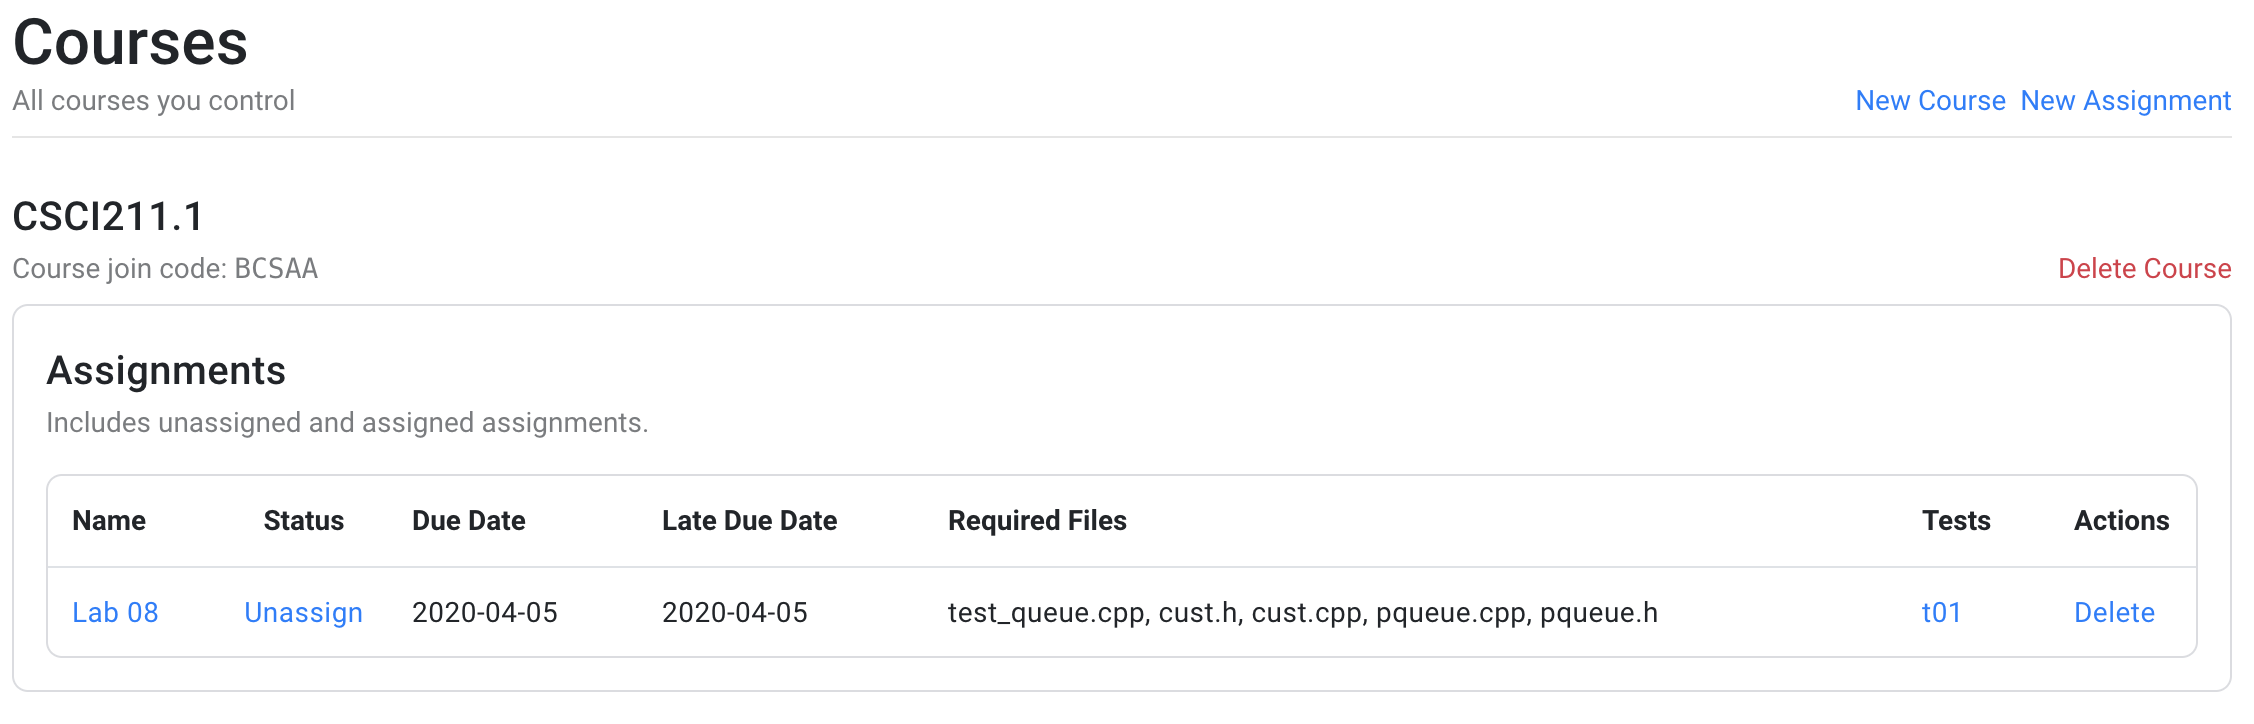 Courses
All courses you control New Course New Assignment
CSCI211.1
Course join code: BCSAA Delete Course
Assignments
Includes unassigned and assigned assignments.
Name Status Due Date Late Due Date Required Files Tests Actions
Lab 08 Unassign 2020-04-05 2020-04-05 test_queue.cpp, cust.h, cust.cpp, pqueue.cpp, pqueue.h t01 Delete